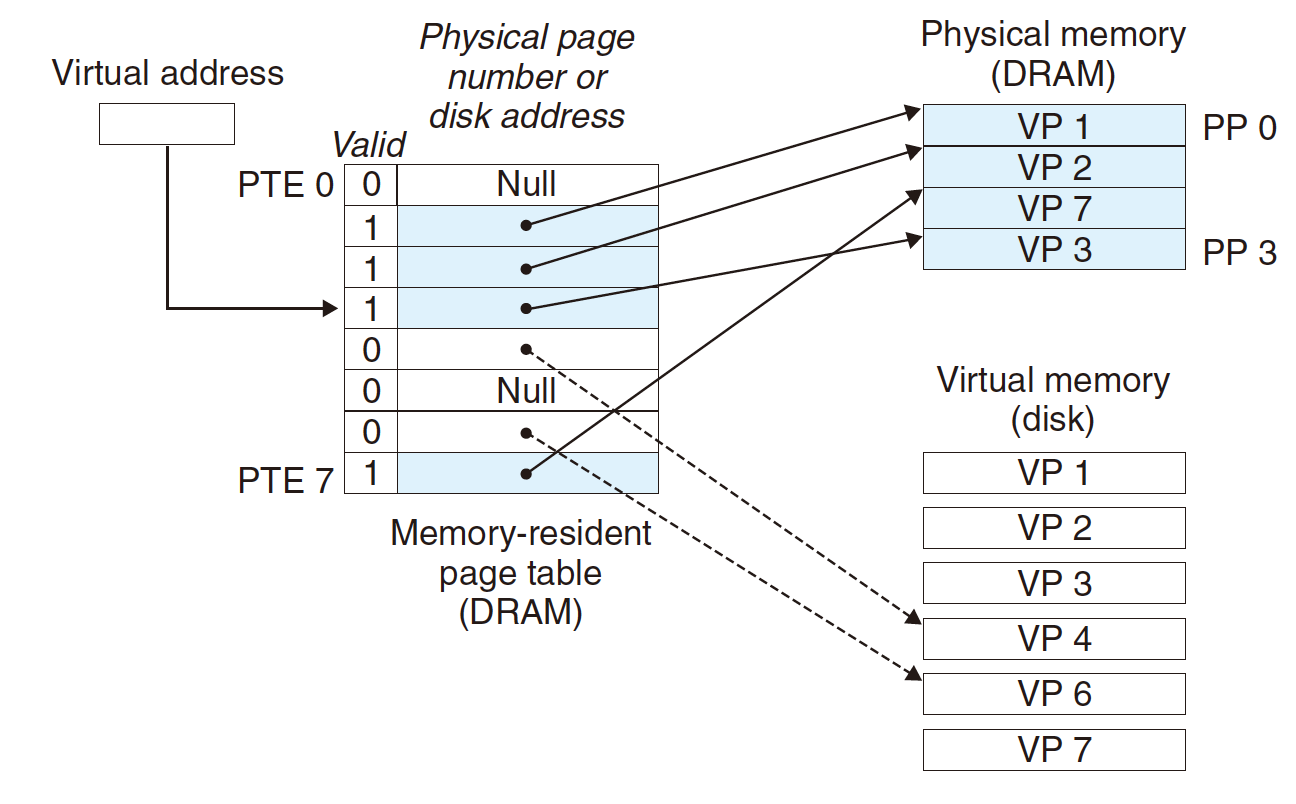 Virtual address
Physical page
number or
disk address
Valid
PTE 0
0 Null
1
1
1
0
0 Null
0
PTE 7
1
Memory-resident
page table
(DRAM)
Physical memory
(DRAM)
VP 1 PP 0
VP 2
VP 7
VP 3 PP 3
Virtual memory
(disk)
VP 1
VP 2
VP 3
VP 4
VP 6
VP 7